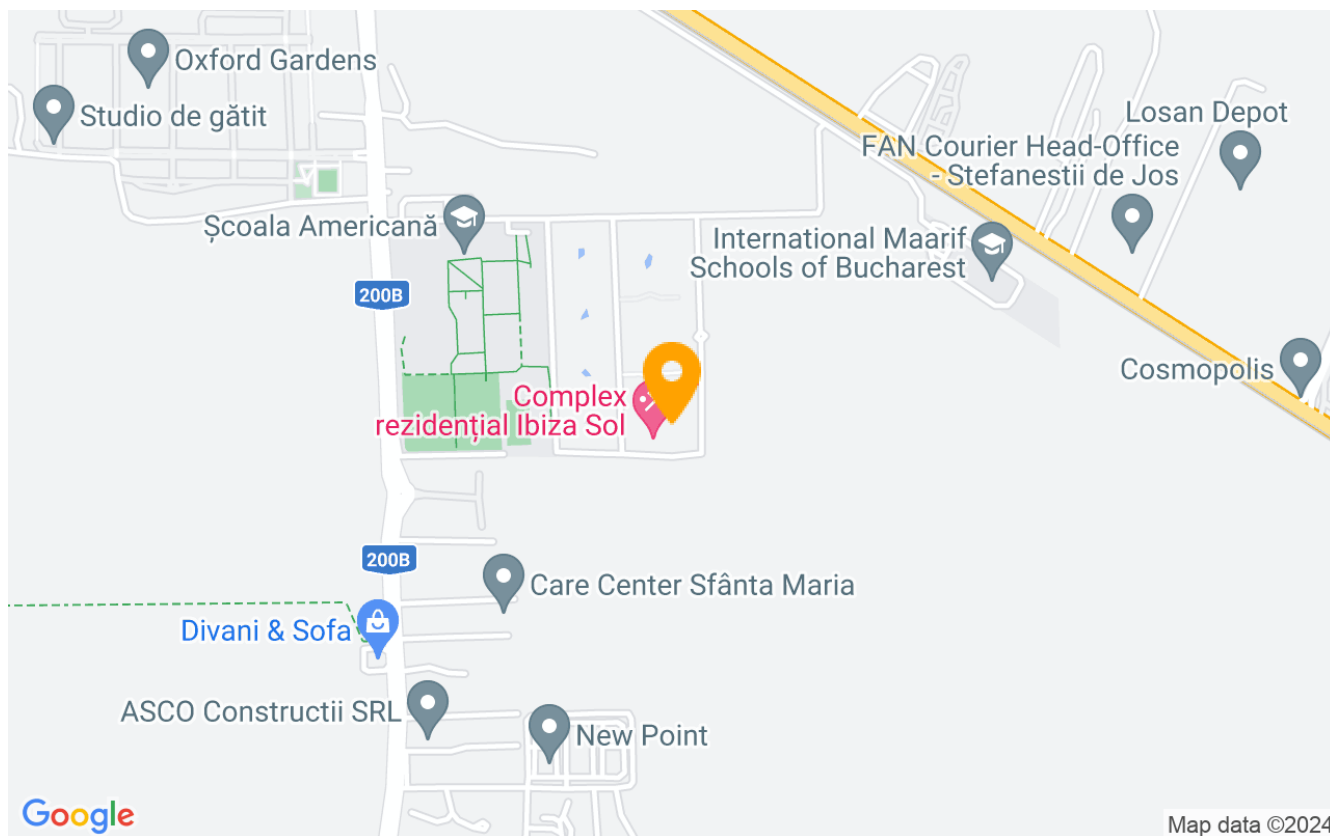 Oxford Gardens
Studio de gătit
Losan Depot
FAN Courier Head-Office
- Stefanestii de Jos
Școala Americană
International Maarif
Schools of Bucharest
200B
Cosmopolis
Complex
rezidențial Ibiza Sol
200B
Care Center Sfânta Maria
Divani & Sofa
ASCO Constructii SRL
New Point
Google
Map data ©2024